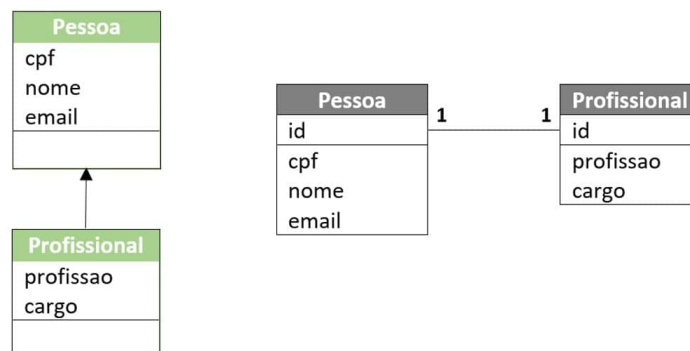 Pessoa
cpf
nome
email
Profissional
profissao
cargo
Pessoa
id
cpf
nome
email
1
1
Profissional
id
profissao
cargo